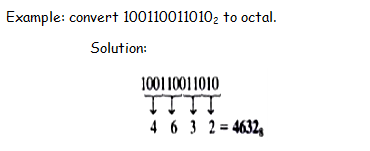 Example: convert 100110011010₂ to octal.
Solution:
100110011010
4 6 3 2 = 4632₈